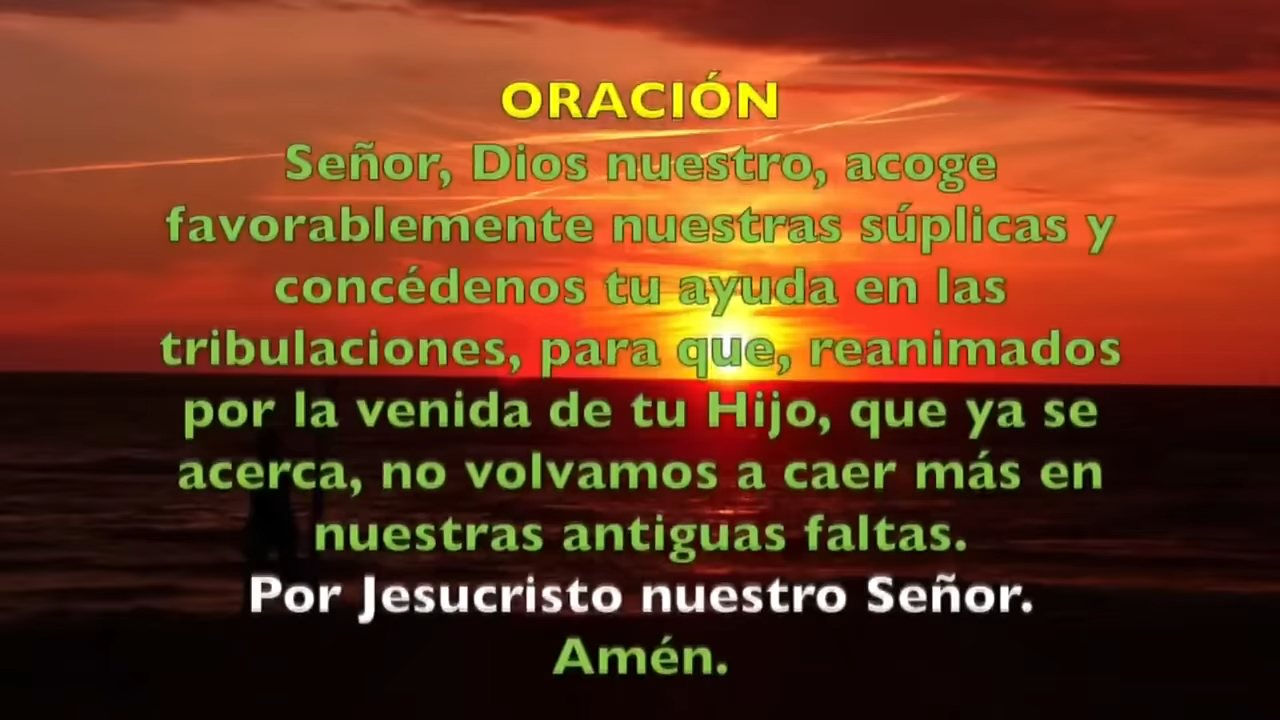 ORACIÓN
Señor, Dios nuestro, acoge
favorablemente nuestras súplicas y
concédenos tu ayuda en las
tribulaciones, para que, reanimados
por la venida de tu Hijo, que ya se
acerca, no volvamos a caer más en
nuestras antiguas faltas.
Por Jesucristo nuestro Señor.
Amén.